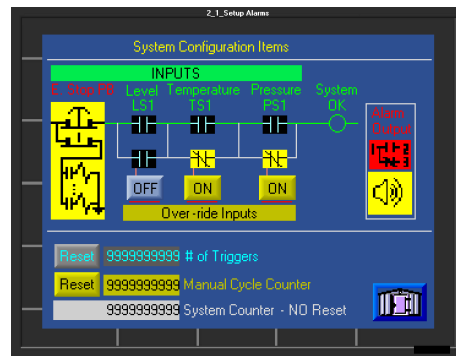 2_1_Setup Alarms
System Configuration Items
INPUTS
E. Stop PB Level Temperature Pressure System
LS1 TS1 PS1 OK
Alarm
Output
OFF ON ON
Over-ride Inputs
Reset 9999999999 # of Triggers
Reset 9999999999 Manual Cycle Counter
9999999999 System Counter - NO Reset